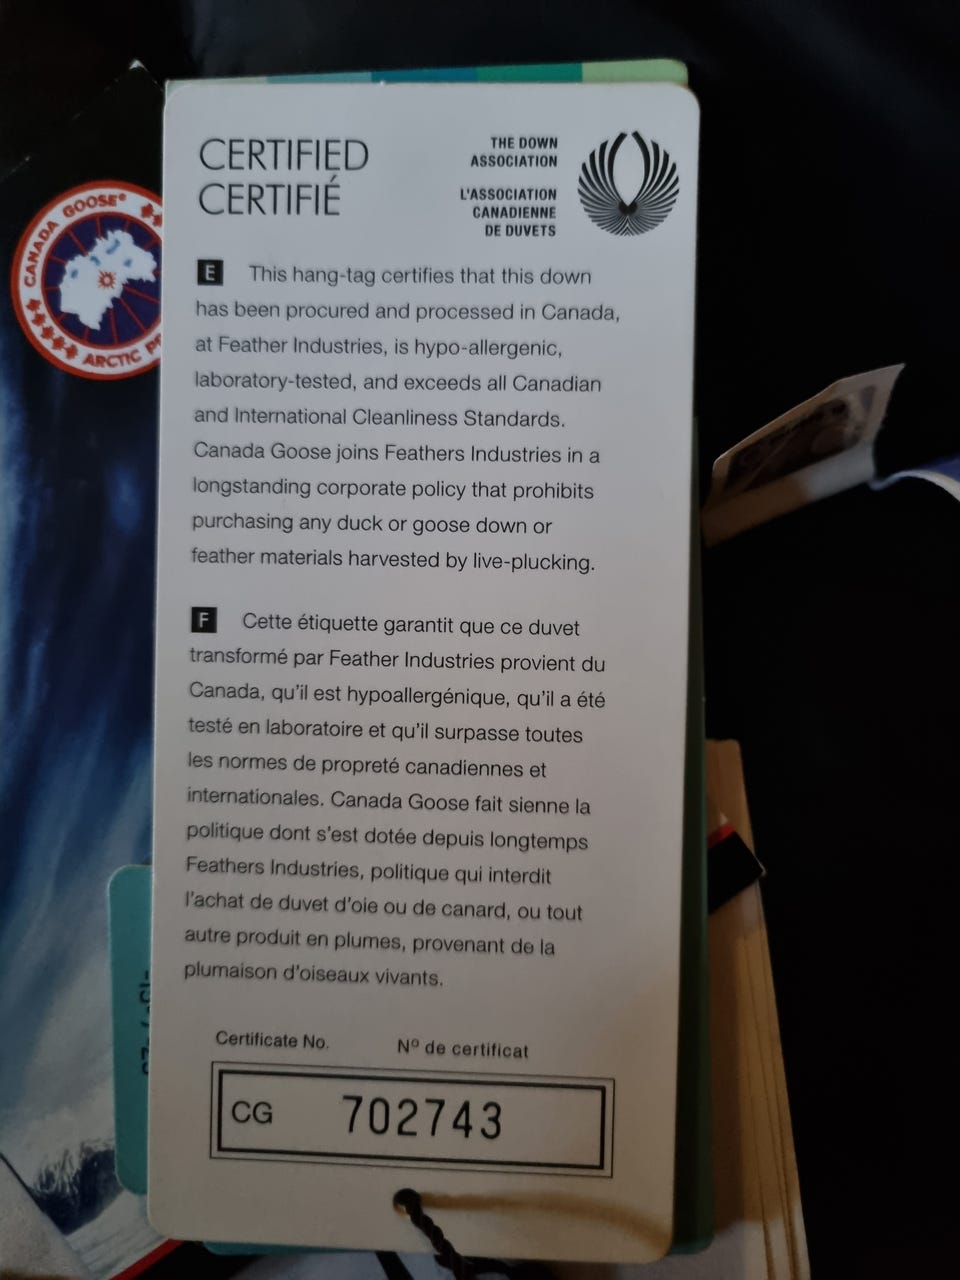 CERTIFIED
CERTIFIÉ
THE DOWN
ASSOCIATION
L'ASSOCIATION
CANADIENNE
DE DUVETS
CANADA GOOSE®
ARCTIC
E This hang-tag certifies that this down
has been procured and processed in Canada,
at Feather Industries, is hypo-allergenic,
laboratory-tested, and exceeds all Canadian
and International Cleanliness Standards.
Canada Goose joins Feathers Industries in a
longstanding corporate policy that prohibits
purchasing any duck or goose down or
feather materials harvested by live-plucking.
F Cette étiquette garantit que ce duvet
transformé par Feather Industries provient du
Canada, qu'il est hypoallergénique, qu'il a été
testé en laboratoire et qu'il surpasse toutes
les normes de propreté canadiennes et
internationales. Canada Goose fait sienne la
politique dont s'est dotée depuis longtemps
Feathers Industries, politique qui interdit
l'achat de duvet d'oie ou de canard, ou tout
autre produit en plumes, provenant de la
plumaison d'oiseaux vivants.
Certificate No. Nº de certificat
CG 702743